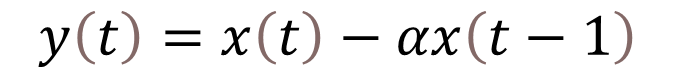 y(t) = x(t) − αx(t − 1)